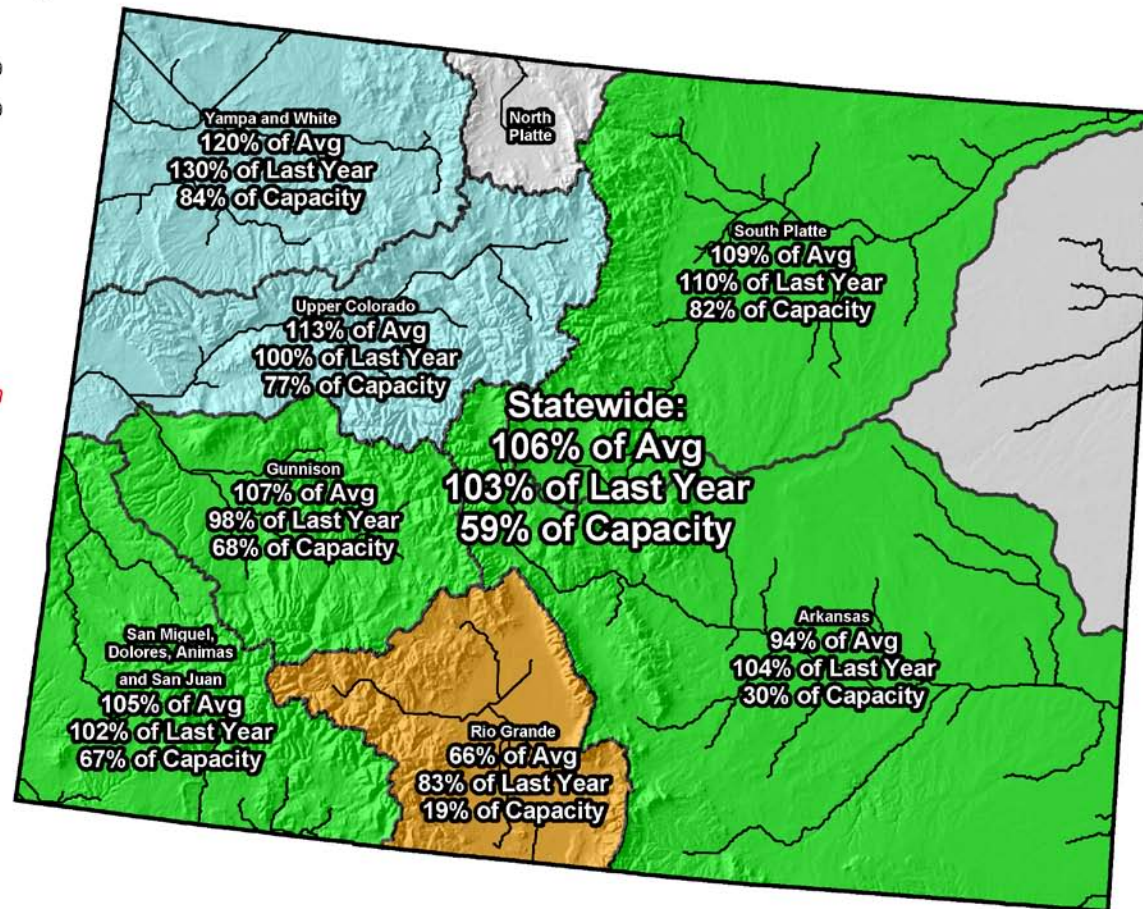 Yampa and White
120% of Avg
130% of Last Year
84% of Capacity
North
Platte
South Platte
109% of Avg
110% of Last Year
82% of Capacity
Upper Colorado
113% of Avg
100% of Last Year
77% of Capacity
Statewide:
106% of Avg
103% of Last Year
59% of Capacity
Gunnison
107% of Avg
98% of Last Year
68% of Capacity
Arkansas
94% of Avg
104% of Last Year
30% of Capacity
San Miguel,
Dolores, Animas
and San Juan
105% of Avg
102% of Last Year
67% of Capacity
Rio Grande
66% of Avg
83% of Last Year
19% of Capacity